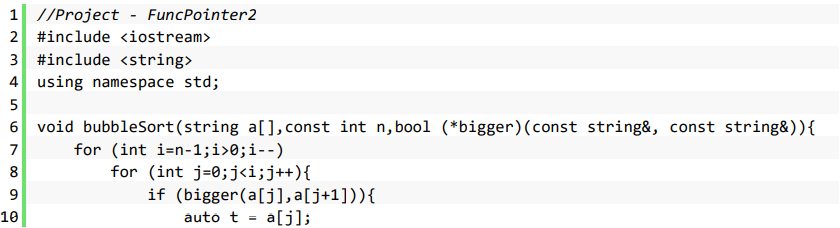 1 //Project - FuncPointer2
2 #include <iostream>
3 #include <string>
4 using namespace std;
5
6 void bubbleSort(string a[],const int n,bool (*bigger)(const string&, const string&)){
7     for (int i=n-1;i>0;i--)
8         for (int j=0;j<i;j++){
9             if (bigger(a[j],a[j+1])){
10                 auto t = a[j];